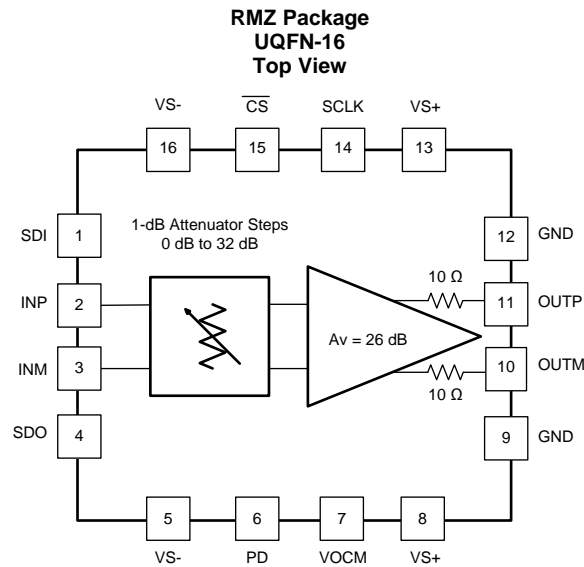 RMZ Package
UQFN-16
Top View
VS- C̅S̅ SCLK VS+
16 15 14 13
1-dB Attenuator Steps
0 dB to 32 dB
SDI 1
12 GND
INP 2
10 Ω
11 OUTP
Av = 26 dB
INM 3
10 OUTM
10 Ω
SDO 4
9 GND
5 6 7 8
VS- PD VOCM VS+